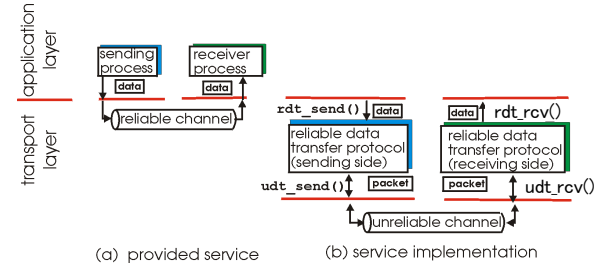 application
layer
transport
layer
sending
process
data
receiver
process
data
reliable channel
(a) provided service
rdt_send()
data
reliable data
transfer protocol
(sending side)
udt_send()
packet
data
rdt_rcv()
reliable data
transfer protocol
(receiving side)
packet
udt_rcv()
unreliable channel
(b) service implementation